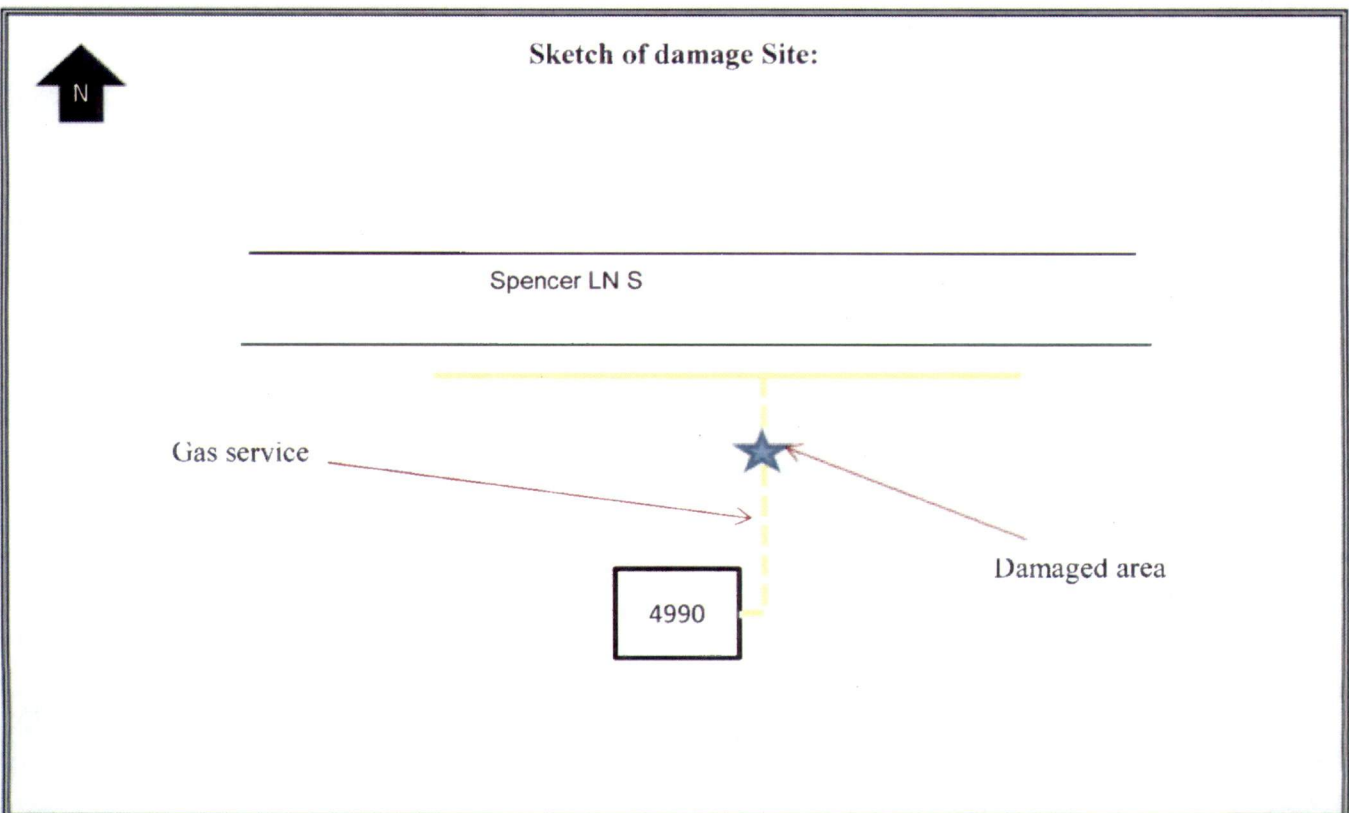 Sketch of damage Site:
N
Spencer LN S
Gas service
Damaged area
4990